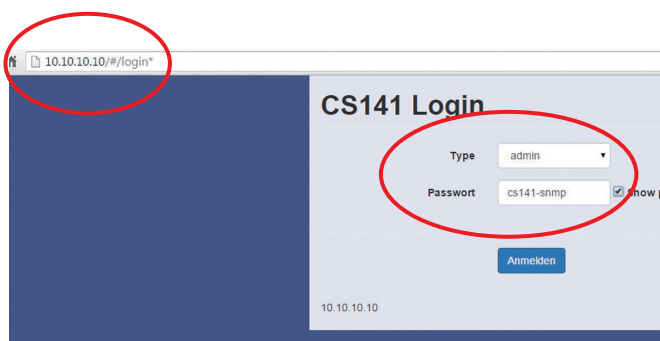 10.10.10.10/#/login*
CS141 Login
Type admin
Passwort cs141-snmp Show
Anmelden
10.10.10.10